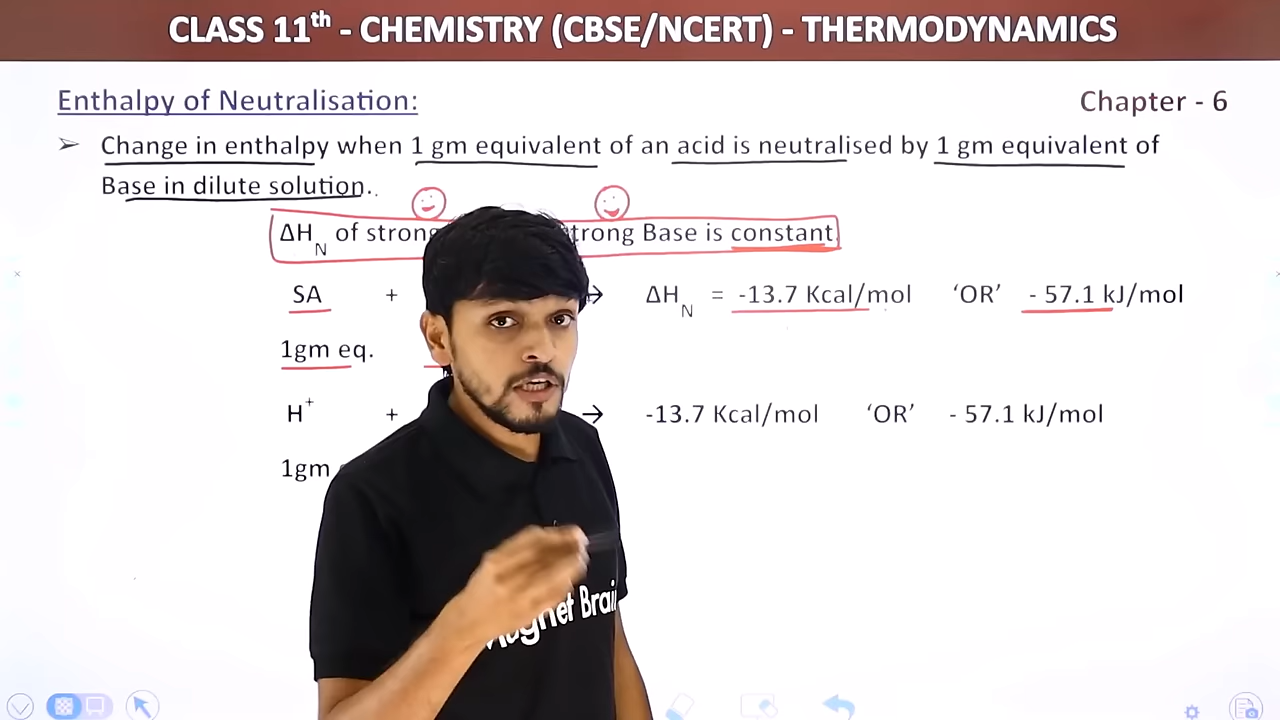 CLASS 11th - CHEMISTRY (CBSE/NCERT) - THERMODYNAMICS
Enthalpy of Neutralisation:
Chapter - 6
➢ Change in enthalpy when 1 gm equivalent of an acid is neutralised by 1 gm equivalent of
Base in dilute solution.
ΔHN of strong trong Base is constant
SA + → ΔHN = -13.7 Kcal/mol ‘OR’ - 57.1 kJ/mol
1gm eq.
H+ + → -13.7 Kcal/mol ‘OR’ - 57.1 kJ/mol
1gm
Magnet Brai